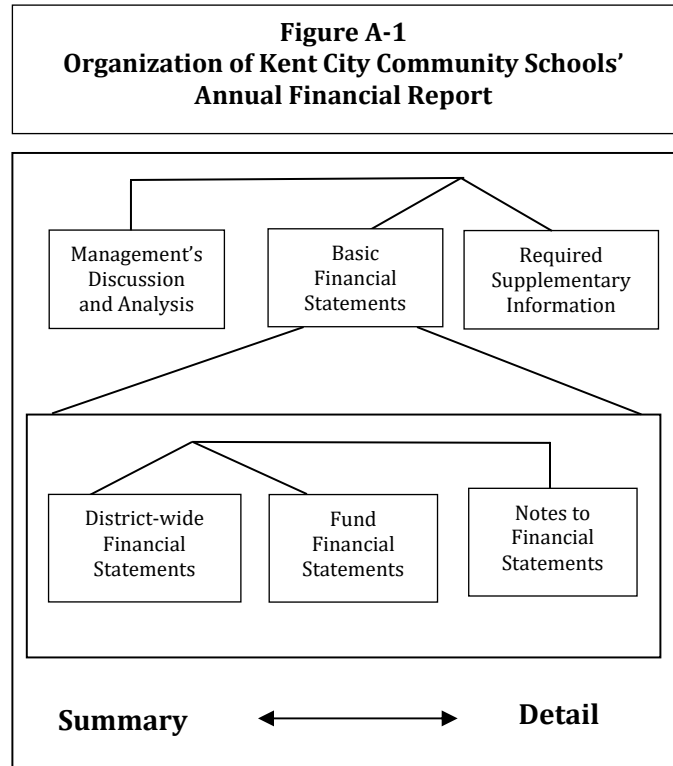 Figure A-1
Organization of Kent City Community Schools’
Annual Financial Report
Management’s
Discussion
and Analysis
Basic
Financial
Statements
Required
Supplementary
Information
District-wide
Financial
Statements
Fund
Financial
Statements
Notes to
Financial
Statements
Summary
Detail